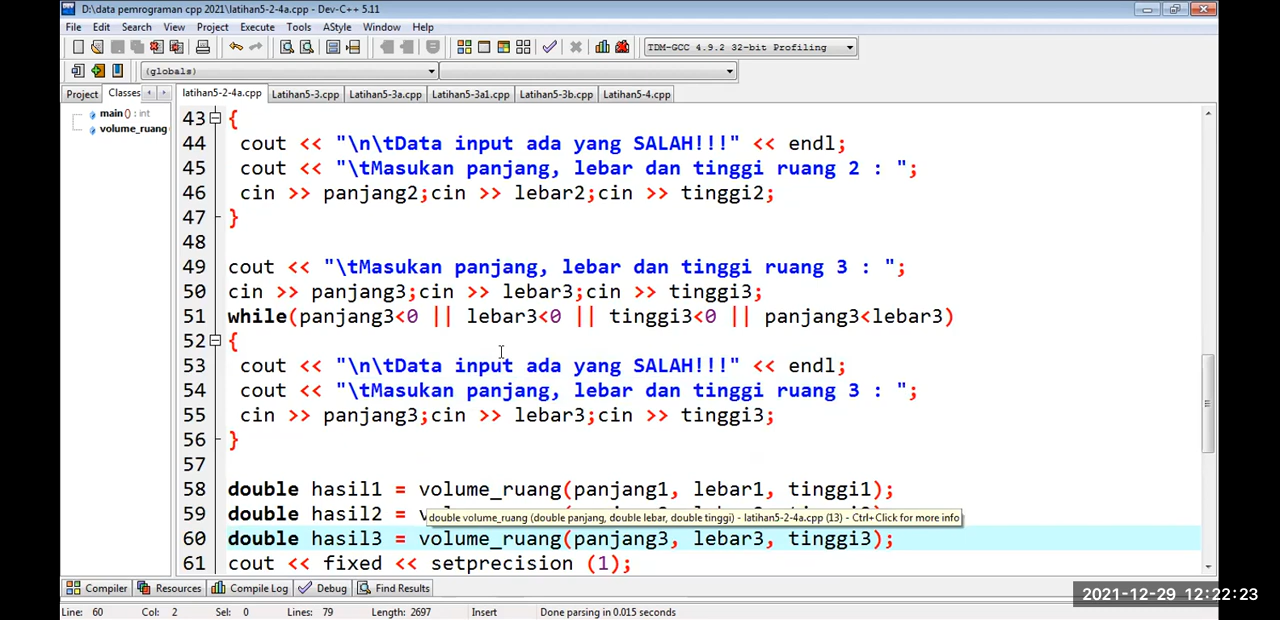 D:\data pemrograman cpp 2021\latihan5-2-4a.cpp - Dev-C++ 5.11
File Edit Search View Project Execute Tools AStyle Window Help
TDM-GCC 4.9.2 32-bit Profiling
(globals)
Project Classes latihan5-2-4a.cpp Latihan5-3.cpp Latihan5-3a.cpp Latihan5-3a1.cpp Latihan5-3b.cpp Latihan5-4.cpp
main () : int
volume_ruang
43 {
44 cout << "\n\tData input ada yang SALAH!!!" << endl;
45 cout << "\tMasukan panjang, lebar dan tinggi ruang 2 : ";
46 cin >> panjang2;cin >> lebar2;cin >> tinggi2;
47 }
48
49 cout << "\tMasukan panjang, lebar dan tinggi ruang 3 : ";
50 cin >> panjang3;cin >> lebar3;cin >> tinggi3;
51 while(panjang3<0 || lebar3<0 || tinggi3<0 || panjang3<lebar3)
52 {
53 cout << "\n\tData input ada yang SALAH!!!" << endl;
54 cout << "\tMasukan panjang, lebar dan tinggi ruang 3 : ";
55 cin >> panjang3;cin >> lebar3;cin >> tinggi3;
56 }
57
58 double hasil1 = volume_ruang(panjang1, lebar1, tinggi1);
59 double hasil2 =
double volume_ruang (double panjang, double lebar, double tinggi) - latihan5-2-4a.cpp (13) - Ctrl+Click for more info
60 double hasil3 = volume_ruang(panjang3, lebar3, tinggi3);
61 cout << fixed << setprecision (1);
Compiler Resources Compile Log Debug Find Results
2021-12-29 12:22:23
Line: 60 Col: 2 Sel: 0 Lines: 79 Length: 2697 Insert Done parsing in 0.015 seconds